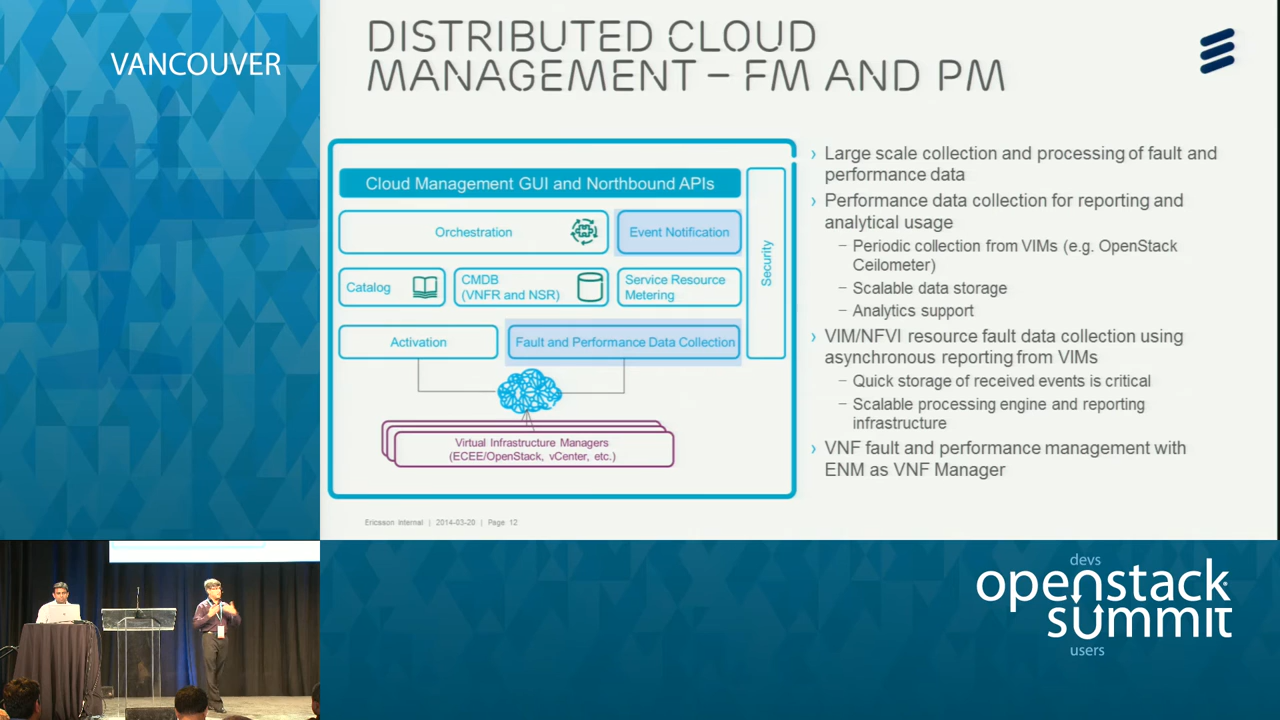 VANCOUVER
DISTRIBUTED CLOUD
MANAGEMENT – FM AND PM
Cloud Management GUI and Northbound APIs
Orchestration
Event Notification
Catalog
CMDB
(VNFR and NSR)
Service Resource
Metering
Activation
Fault and Performance Data Collection
Security
Virtual Infrastructure Managers
(ECEE/OpenStack, vCenter, etc.)
› Large scale collection and processing of fault and
performance data
› Performance data collection for reporting and
analytical usage
– Periodic collection from VIMs (e.g. OpenStack
Ceilometer)
– Scalable data storage
– Analytics support
› VIM/NFVI resource fault data collection using
asynchronous reporting from VIMs
– Quick storage of received events is critical
– Scalable processing engine and reporting
infrastructure
› VNF fault and performance management with
ENM as VNF Manager
Ericsson Internal | 2014-03-20 | Page 12
devs
openstack
summit
users